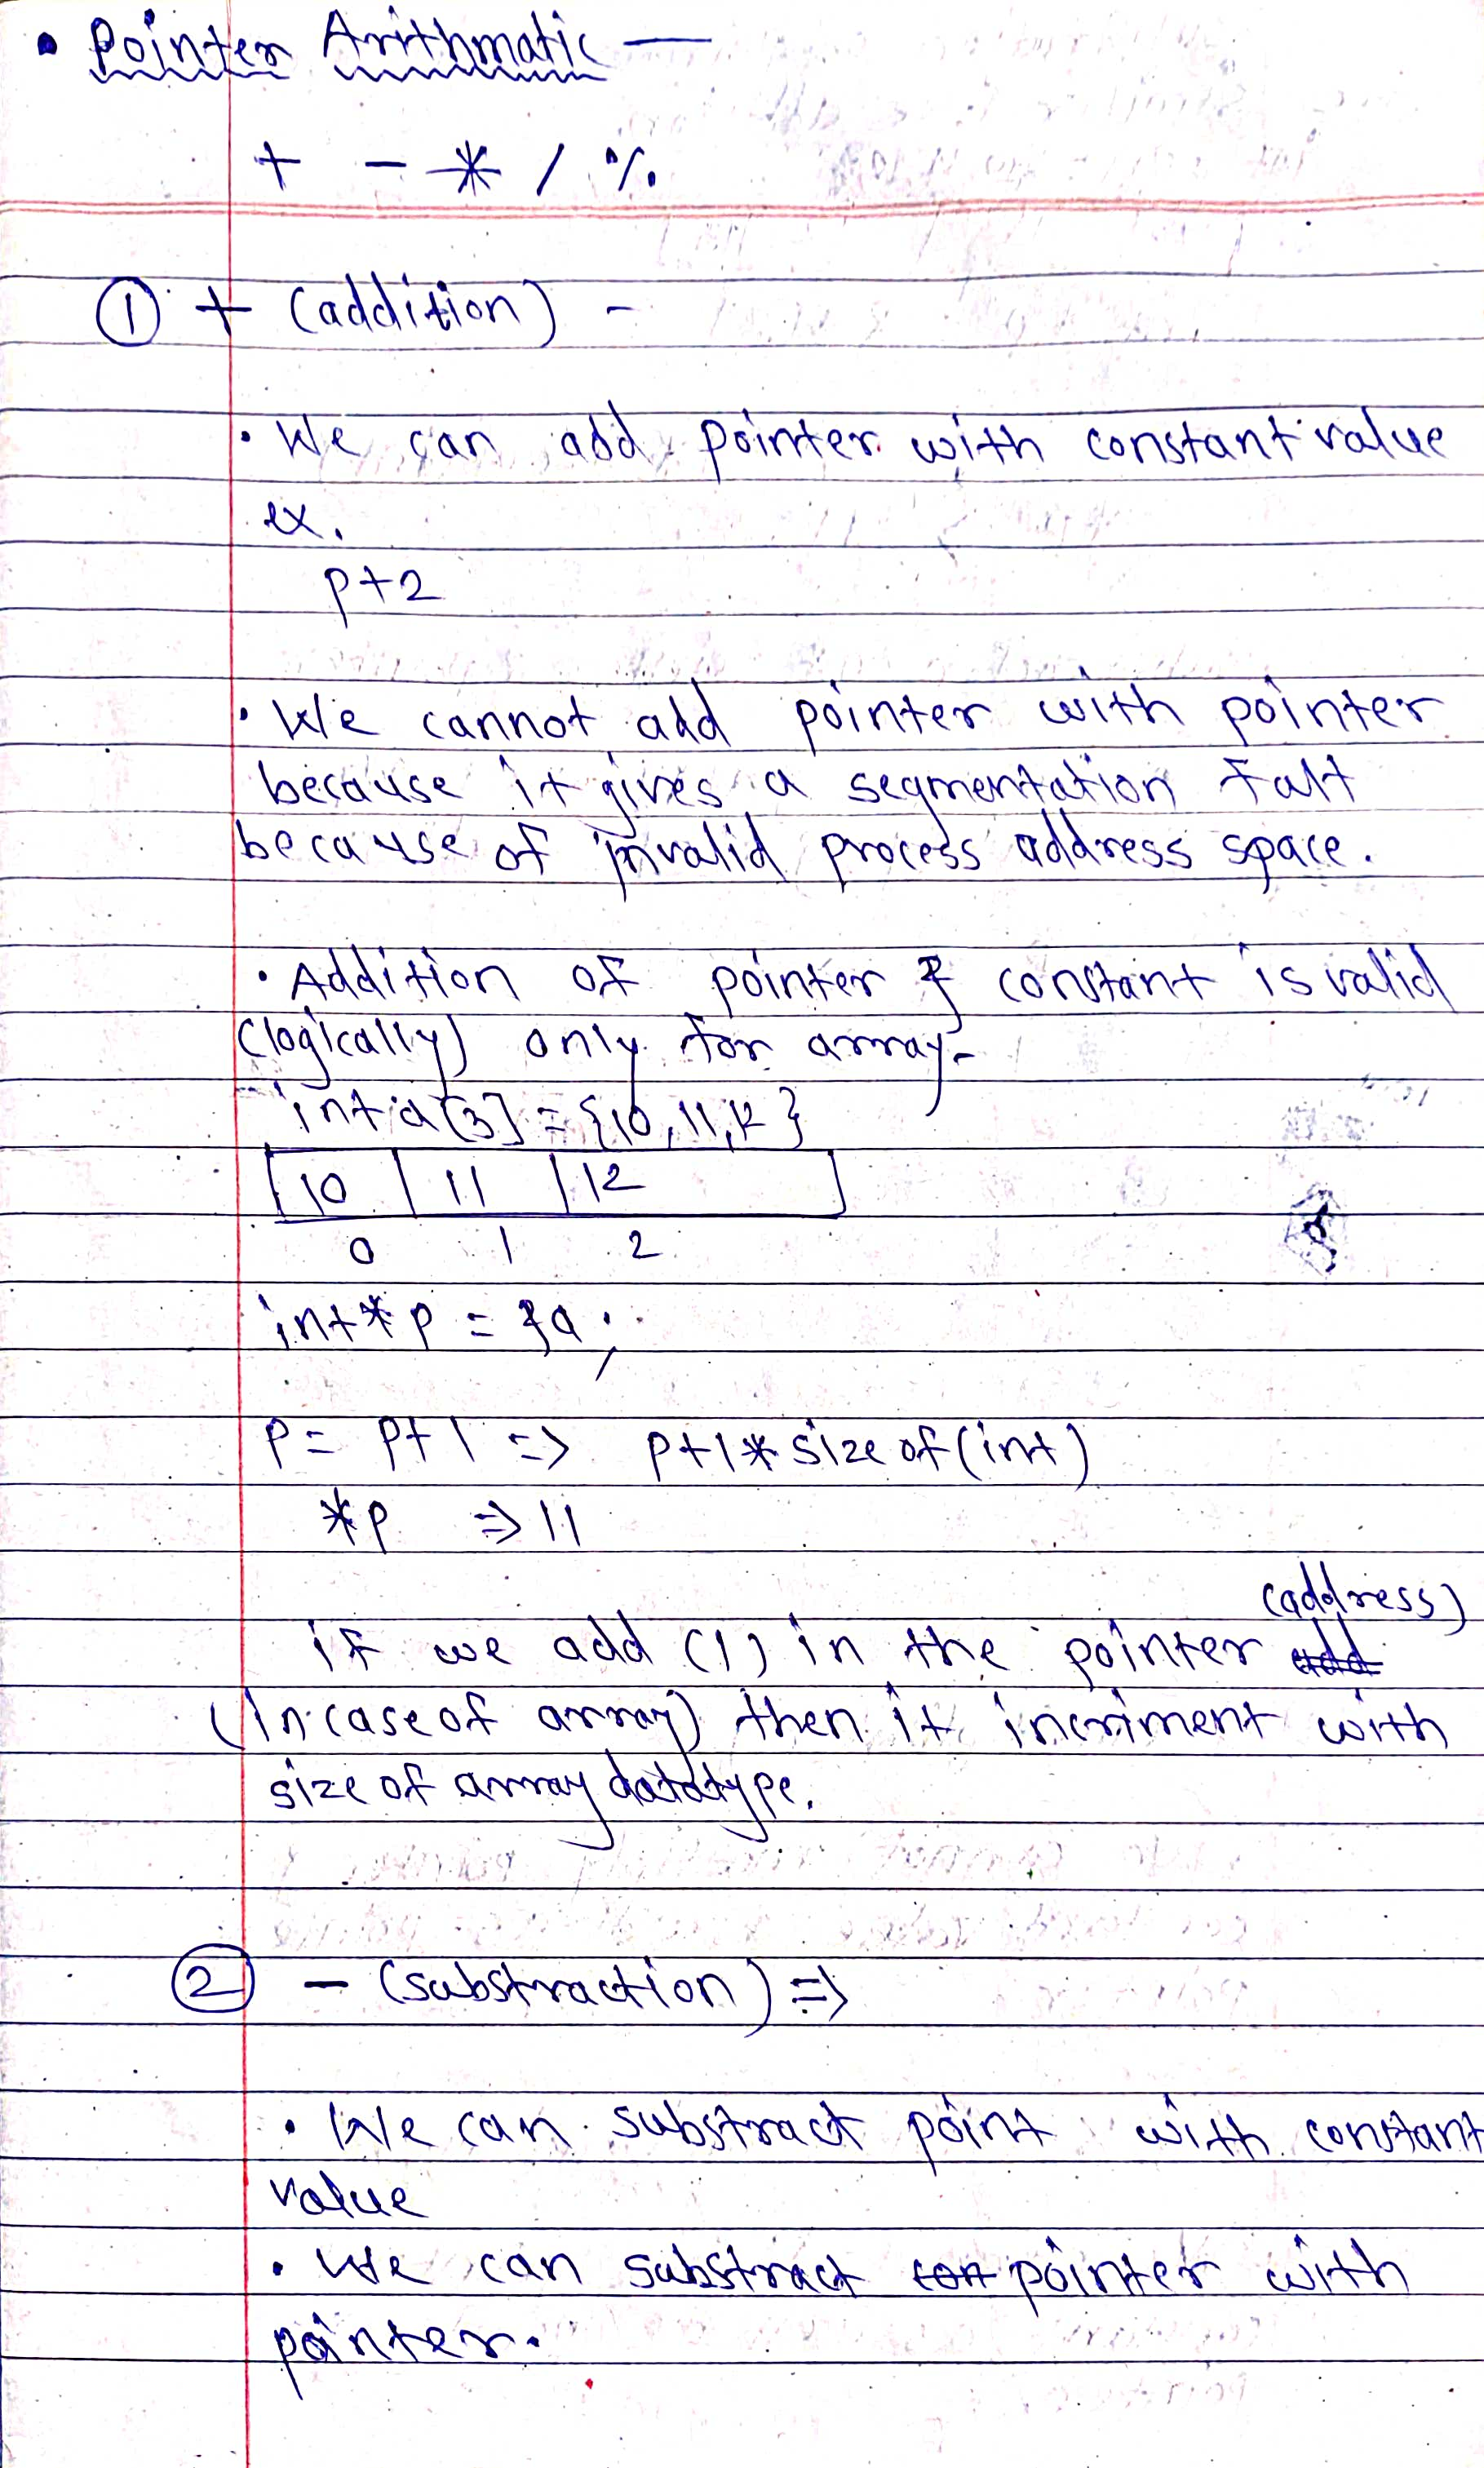 • Pointer Arithmatic —
+ - * / %
① + (addition) -
• We can add pointer with constant value
ex.
p+2
• We cannot add pointer with pointer
because it gives a segmentation falt
because of invalid process address space.
• Addition of pointer & constant is valid
(logically) only for array-
int a[3] = {10, 11, 12}
10 | 11 | 12
0 1 2
int * p = &a;
p = p+1 => p+1 * size of (int)
*p => 11
(address)
if we add (1) in the pointer add
(In case of array) then it incriment with
size of array datatype.
② - (substraction) =>
• We can substract point with constant
value
• We can substract con pointer with
pointer.